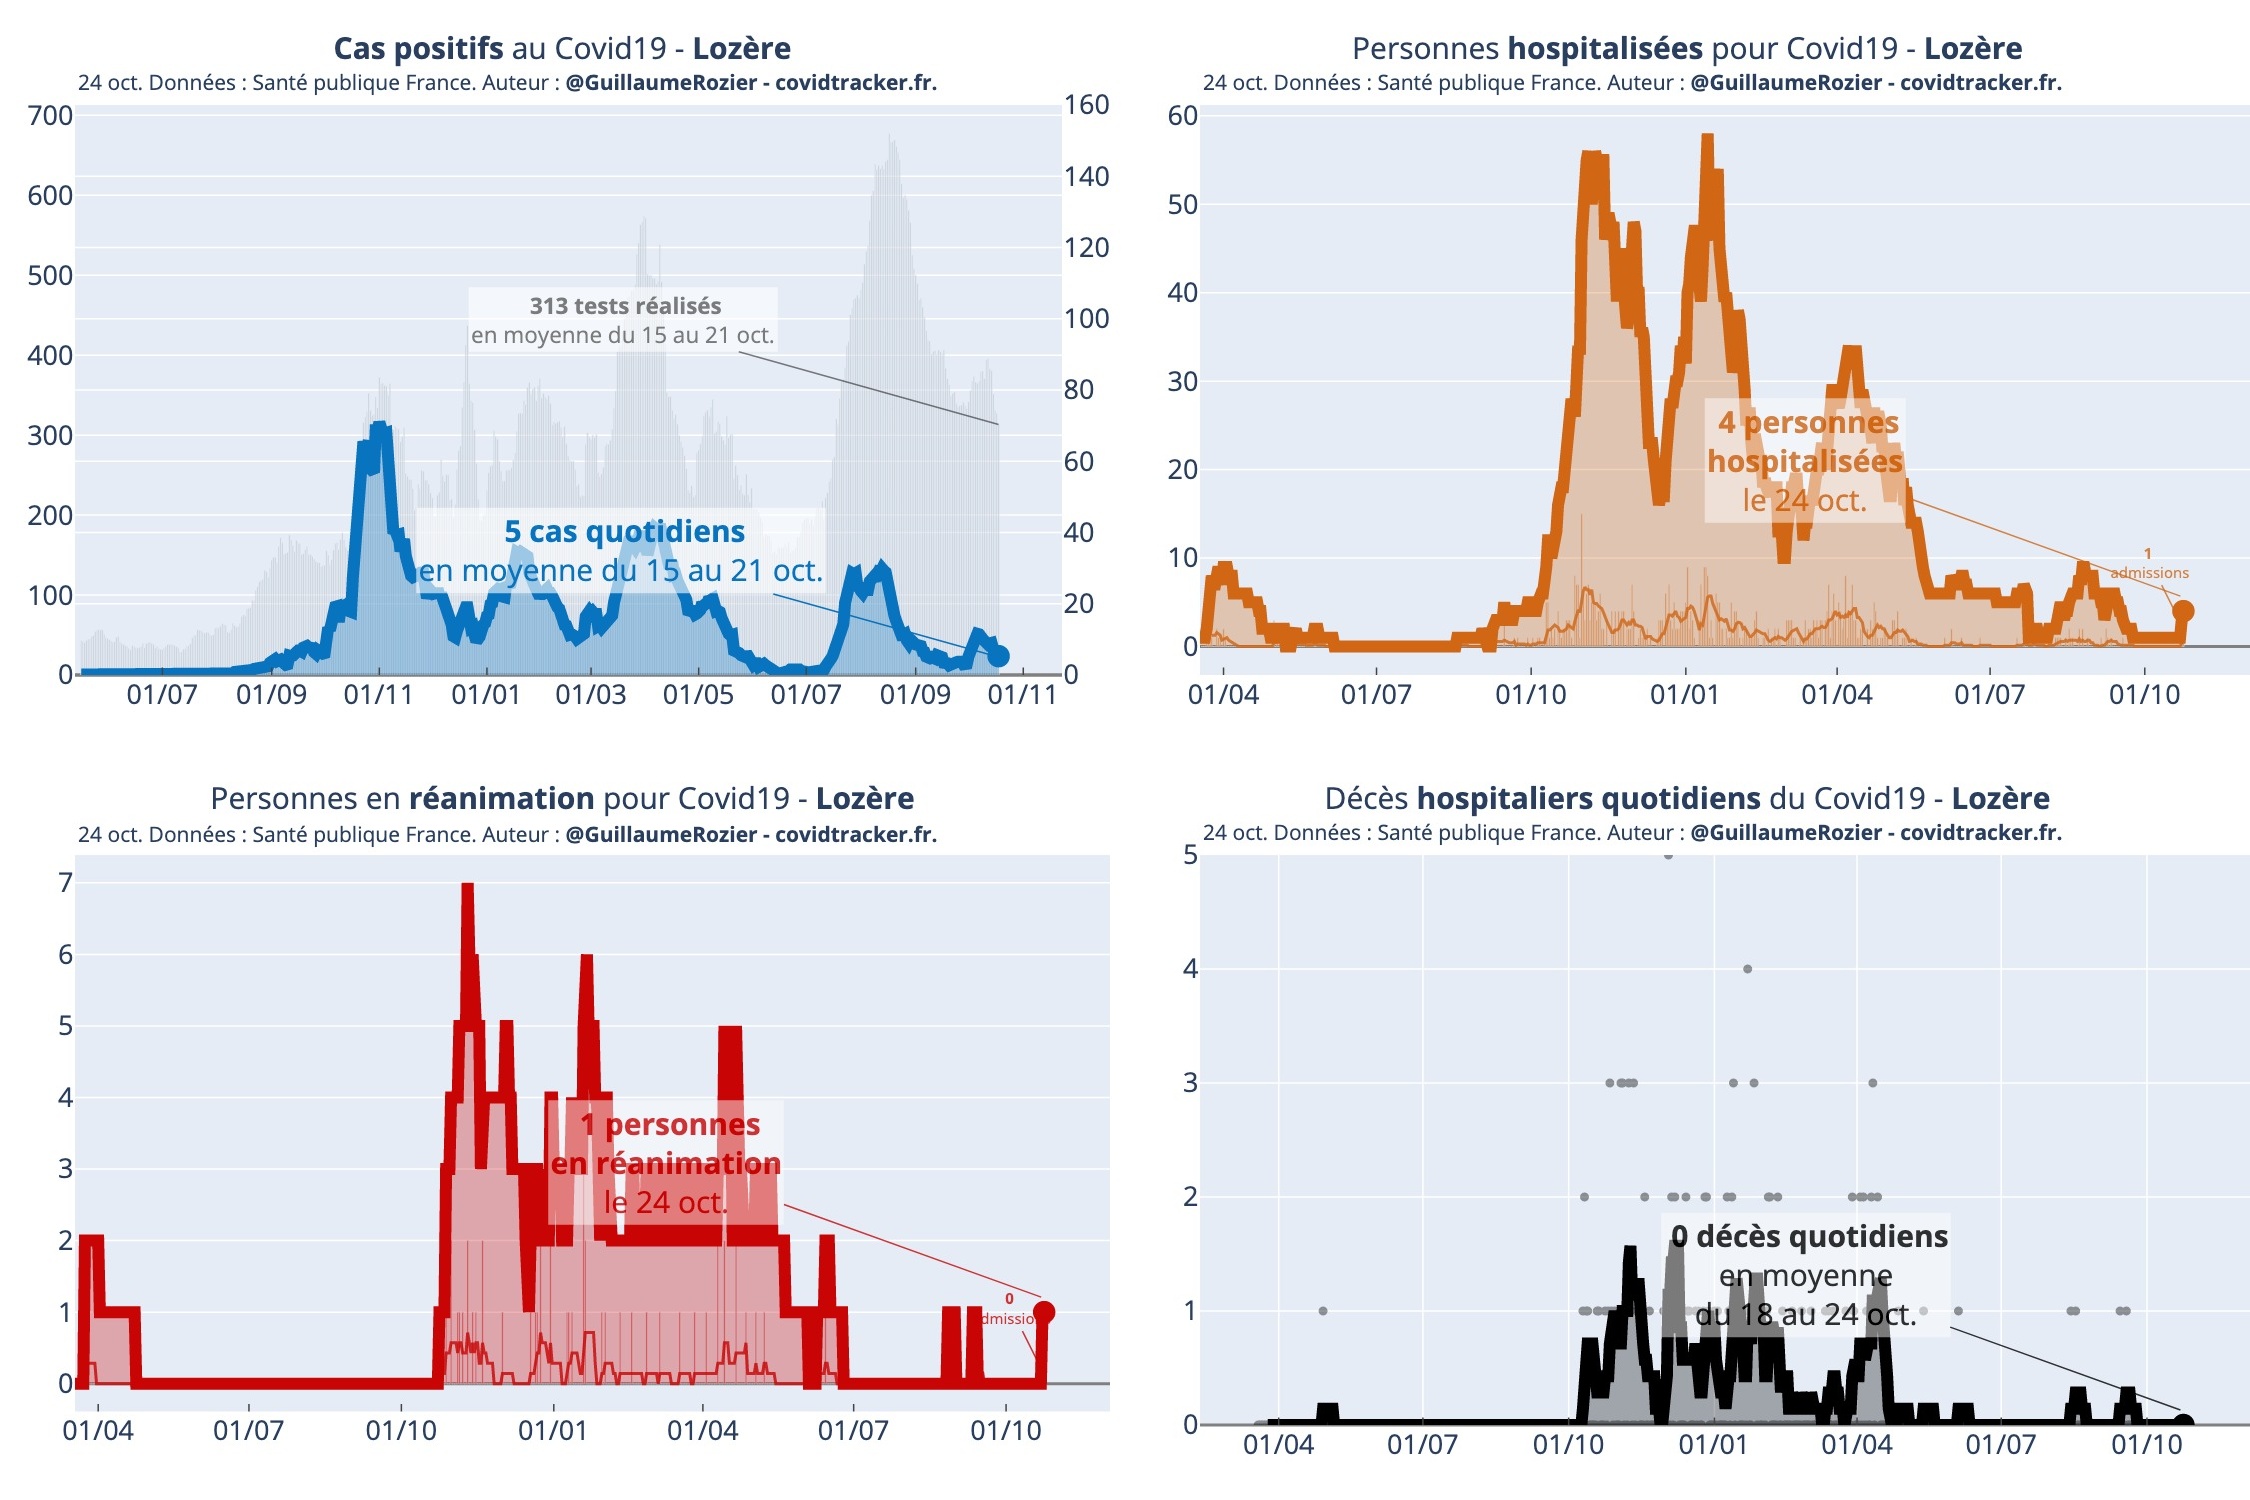 Cas positifs au Covid19 - Lozère
24 oct. Données : Santé publique France. Auteur : @GuillaumeRozier - covidtracker.fr.
700
600
500
400
300
200
100
0
160
140
120
100
80
60
40
20
0
313 tests réalisés
en moyenne du 15 au 21 oct.
5 cas quotidiens
en moyenne du 15 au 21 oct.
01/07 01/09 01/11 01/01 01/03 01/05 01/07 01/09 01/11
Personnes hospitalisées pour Covid19 - Lozère
24 oct. Données : Santé publique France. Auteur : @GuillaumeRozier - covidtracker.fr.
60
50
40
30
20
10
0
4 personnes
hospitalisées
le 24 oct.
1
admissions
01/04 01/07 01/10 01/01 01/04 01/07 01/10
Personnes en réanimation pour Covid19 - Lozère
24 oct. Données : Santé publique France. Auteur : @GuillaumeRozier - covidtracker.fr.
7
6
5
4
3
2
1
0
1 personnes
en réanimation
le 24 oct.
0
dmissio
01/04 01/07 01/10 01/01 01/04 01/07 01/10
Décès hospitaliers quotidiens du Covid19 - Lozère
24 oct. Données : Santé publique France. Auteur : @GuillaumeRozier - covidtracker.fr.
5
4
3
2
1
0
0 décès quotidiens
en moyenne
du 18 au 24 oct.
01/04 01/07 01/10 01/01 01/04 01/07 01/10